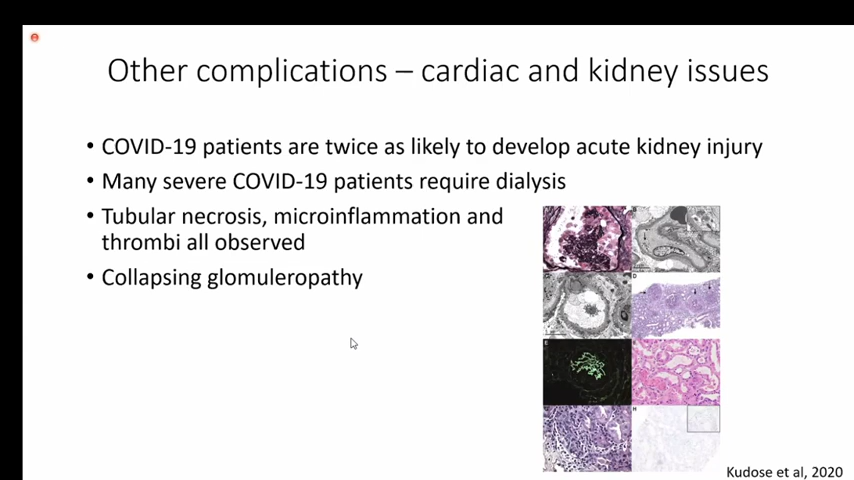 Other complications – cardiac and kidney issues
• COVID-19 patients are twice as likely to develop acute kidney injury
• Many severe COVID-19 patients require dialysis
• Tubular necrosis, microinflammation and
thrombi all observed
• Collapsing glomuleropathy
D
E
H
Kudose et al, 2020